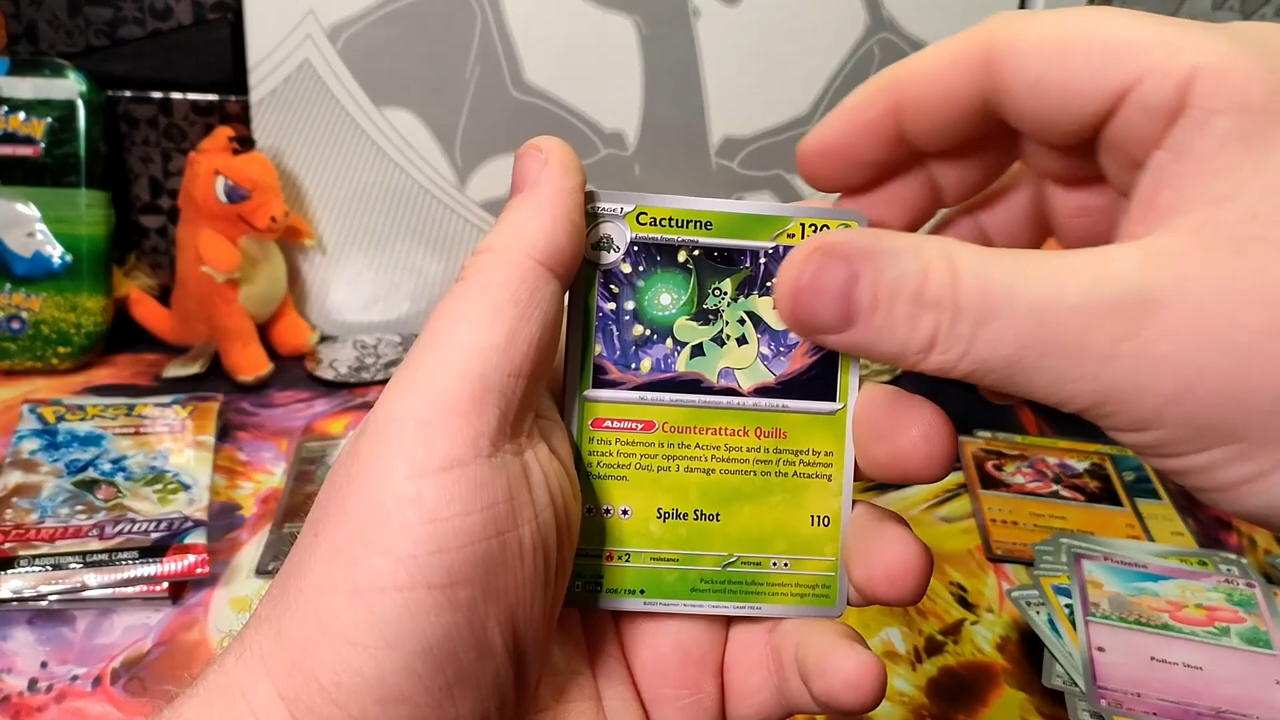 STAGE 1
Cacturne
HP 130
Evolves from Cacnea
NO. 0332 Scarecrow Pokémon HT: 4'3" WT: 170.6 lbs.
Ability Counterattack Quills
If this Pokémon is in the Active Spot and is damaged by an
attack from your opponent's Pokémon (even if this Pokémon
is Knocked Out), put 3 damage counters on the Attacking
Pokémon.
Spike Shot 110
×2 resistance retreat
Packs of them follow travelers through the
desert until the travelers can no longer move.
006/198
©2023 Pokémon / Nintendo / Creatures / GAME FREAK
POKÉMON
SCARLET & VIOLET
10 ADDITIONAL GAME CARDS
Flabébé
40
Pollen Shot